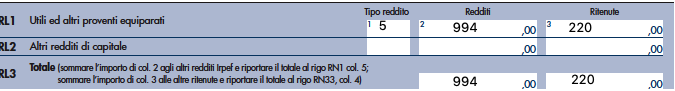 Tipo reddito Redditi Ritenute
RL1 Utili ed altri proventi equiparati 1 5 2 994 ,00 3 220 ,00
RL2 Altri redditi di capitale ,00 ,00
RL3 Totale (sommare l'importo di col. 2 agli altri redditi Irpef e riportare il totale al rigo RN1 col. 5;
sommare l'importo di col. 3 alle altre ritenute e riportare il totale al rigo RN33, col. 4) 994 ,00 220 ,00